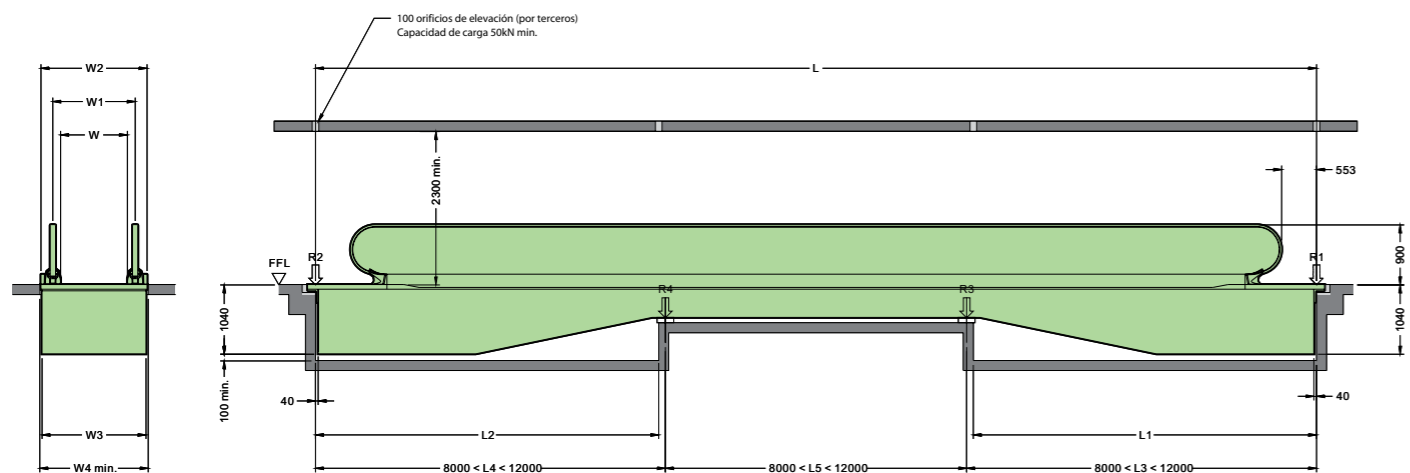 100 orificios de elevación (por terceros)
Capacidad de carga 50kN min.
W2
W1
W
L
2300 min.
553
900
FFL
R2
R1
R4
R3
1040
1040
100 min.
40
40
W3
L2
L1
W4 min.
8000 < L4 < 12000
8000 < L5 < 12000
8000 < L3 < 12000